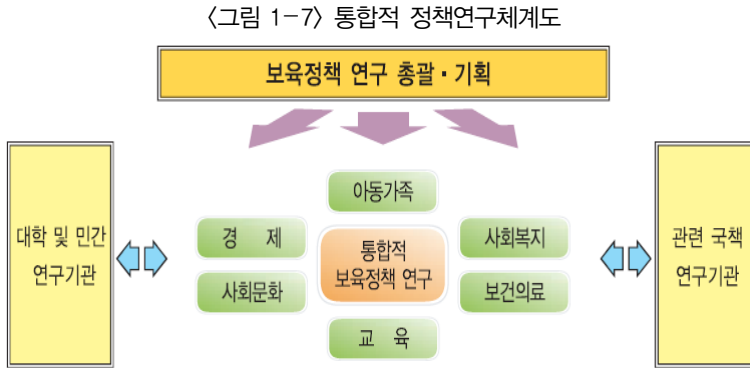 〈그림 1-7〉 통합적 정책연구체계도
보육정책 연구 총괄·기획
대학 및 민간
연구기관
아동가족
경 제
사회문화
통합적
보육정책 연구
사회복지
보건의료
교 육
관련 국책
연구기관